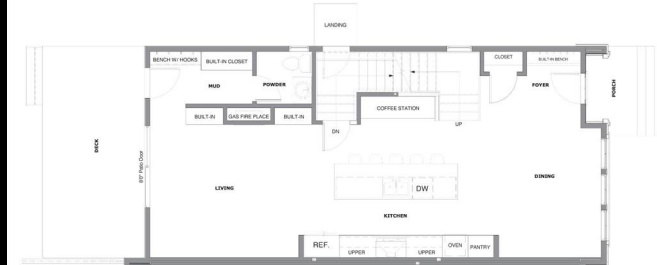 LANDING
BENCH W/ HOOKS
BUILT-IN CLOSET
CLOSET
BUILT-IN BENCH
MUD
POWDER
FOYER
PORCH
COFFEE STATION
BUILT-IN
GAS FIRE PLACE
BUILT-IN
DN
UP
DECK
8'0" Patio Door
LIVING
DW
DINING
KITCHEN
REF.
UPPER
UPPER
OVEN
PANTRY